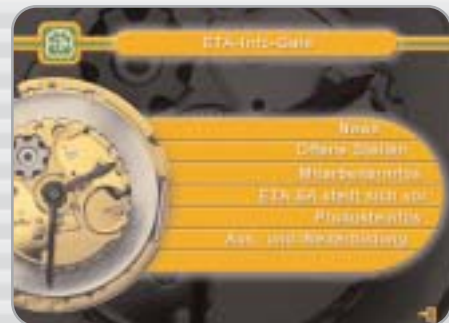 ETA-Info-Gate
News
Offene Stellen
Mitarbeiterinfos
ETA SA stellt sich vor
Produkteinfos
Aus- und Weiterbildung